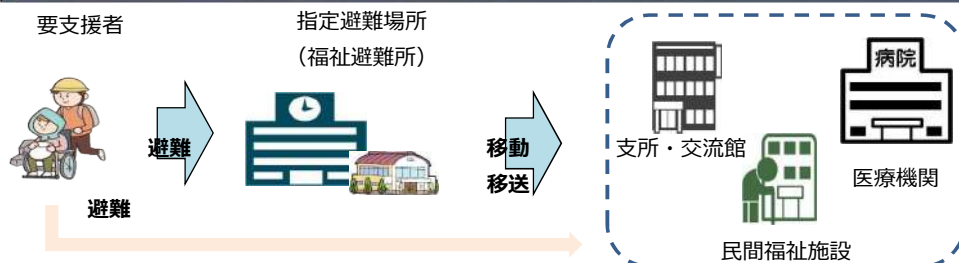 要支援者
指定避難場所
（福祉避難所）
避難
移動
移送
避難
支所・交流館
病院
医療機関
民間福祉施設